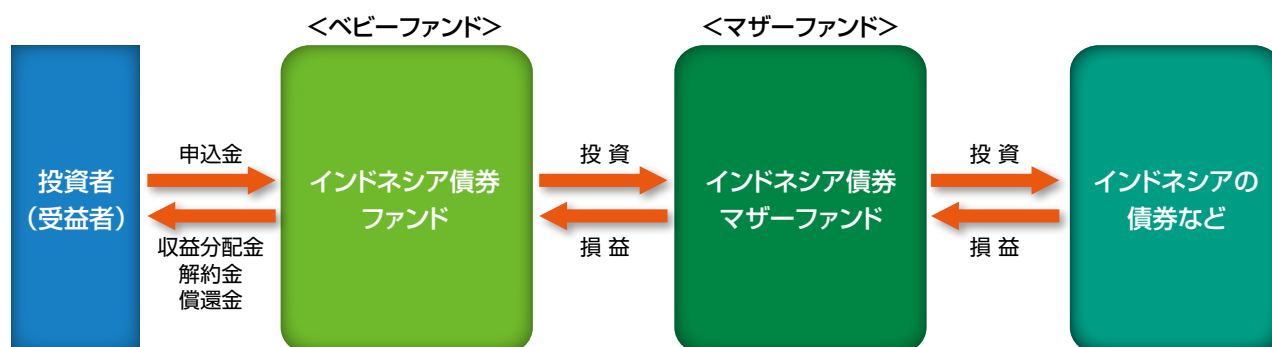 <ベビーファンド>
<マザーファンド>
投資者
(受益者)
申込金
収益分配金
解約金
償還金
インドネシア債券
ファンド
投 資
損 益
インドネシア債券
マザーファンド
投 資
損 益
インドネシアの
債券など